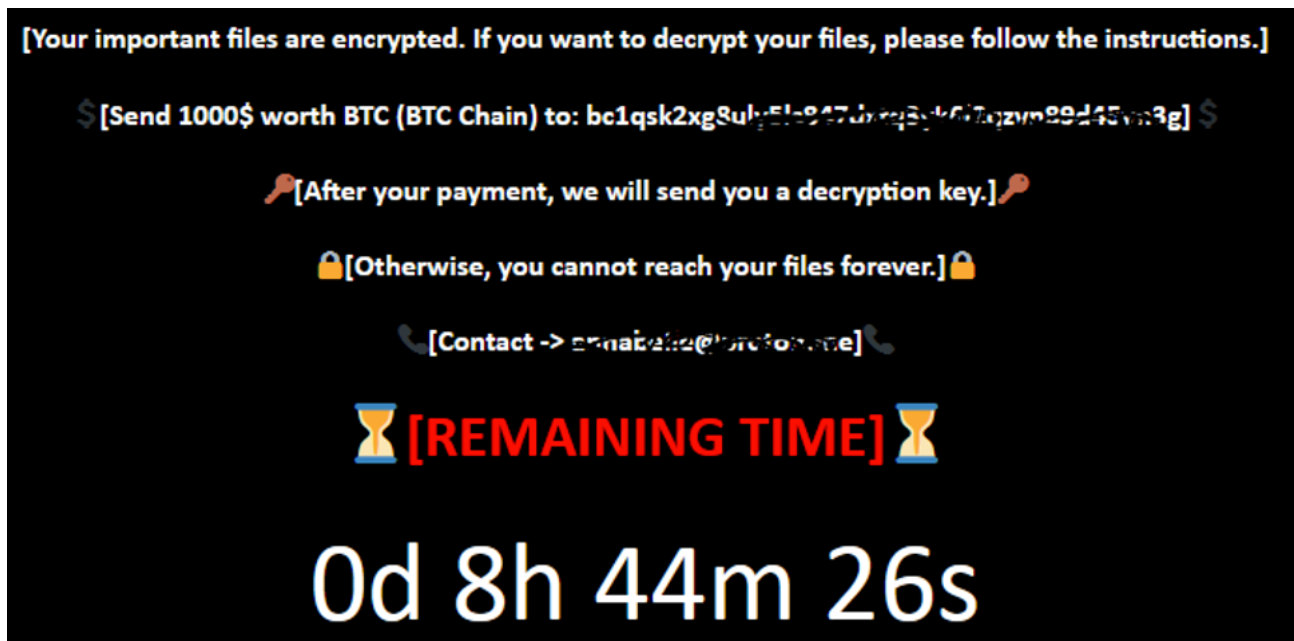 [Your important files are encrypted. If you want to decrypt your files, please follow the instructions.]
$[Send 1000$ worth BTC (BTC Chain) to: ]$
[After your payment, we will send you a decryption key.]
[Otherwise, you cannot reach your files forever.]
[Contact -> ]
[REMAINING TIME]
0d 8h 44m 26s